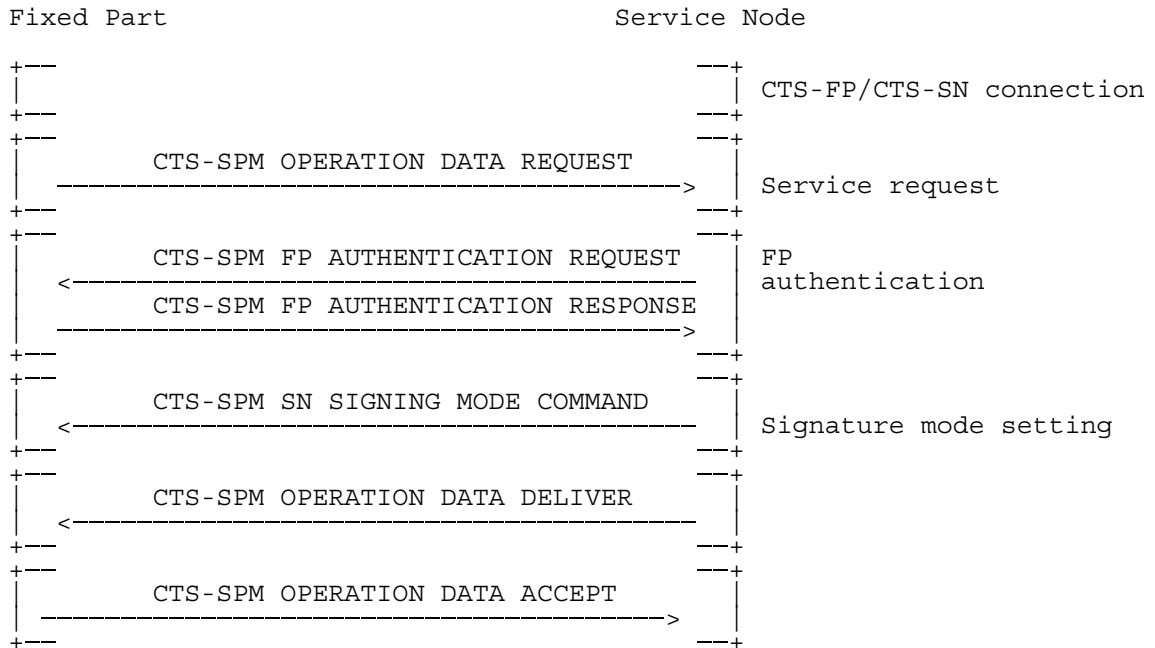 Fixed Part Service Node
CTS-FP/CTS-SN connection
CTS-SPM OPERATION DATA REQUEST
Service request
CTS-SPM FP AUTHENTICATION REQUEST FP
authentication
CTS-SPM FP AUTHENTICATION RESPONSE
CTS-SPM SN SIGNING MODE COMMAND
Signature mode setting
CTS-SPM OPERATION DATA DELIVER
CTS-SPM OPERATION DATA ACCEPT